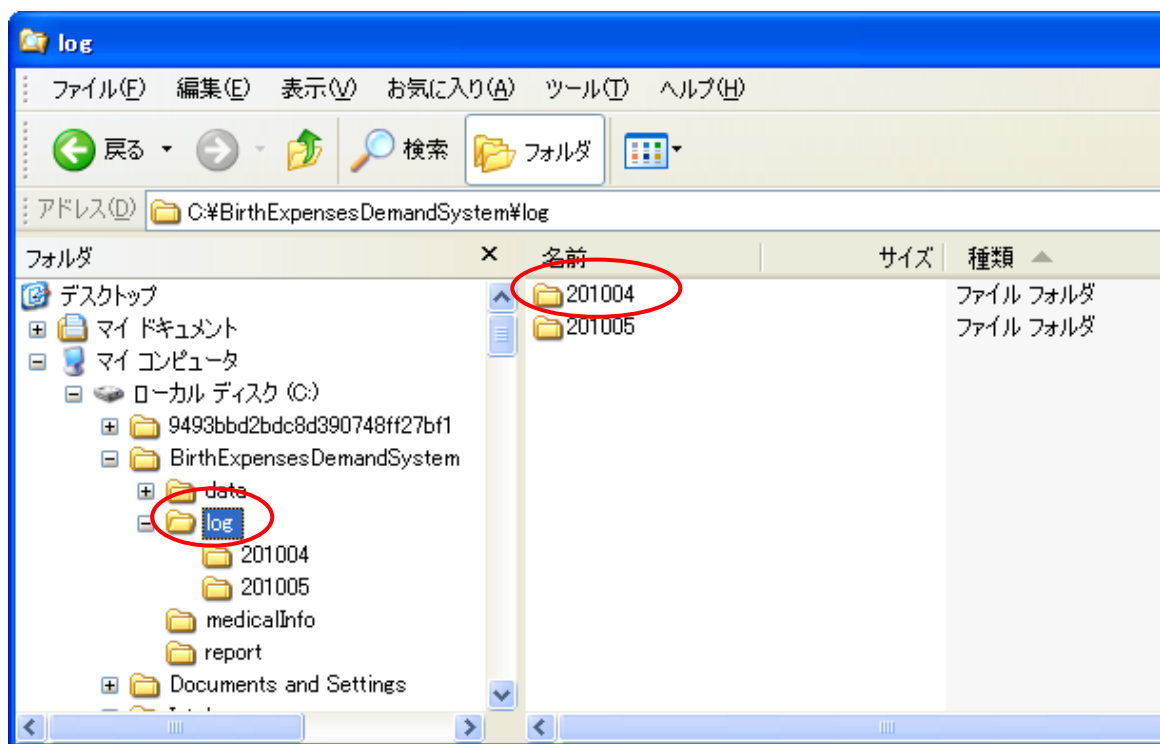 log
ファイル(F) 編集(E) 表示(V) お気に入り(A) ツール(T) ヘルプ(H)
戻る 検索 フォルダ
アドレス(D) C:¥BirthExpensesDemandSystem¥log
フォルダ × 名前 サイズ 種類
デスクトップ 201004 ファイル フォルダ
マイ ドキュメント 201005 ファイル フォルダ
マイ コンピュータ
ローカル ディスク (C:)
9493bbd2bdc8d390748ff27bf1
BirthExpensesDemandSystem
data
log
201004
201005
medicalInfo
report
Documents and Settings